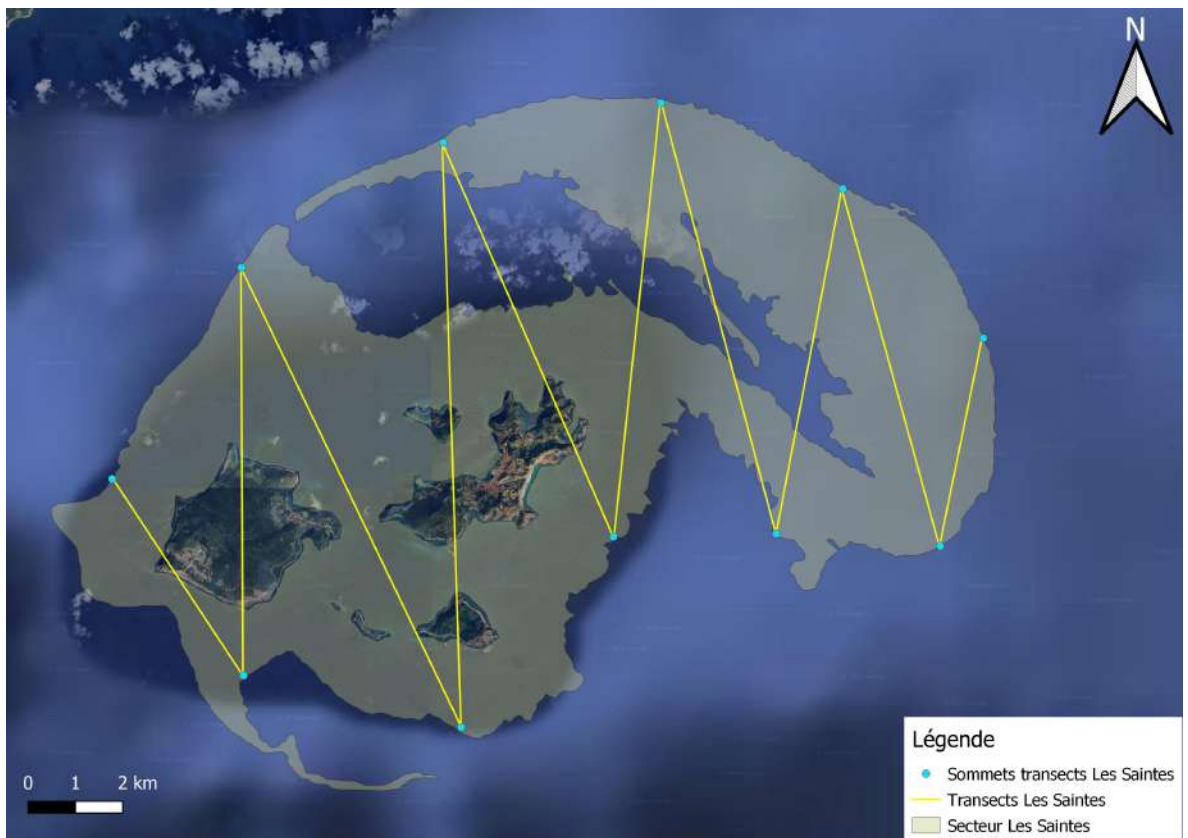 N
Légende
Sommets transects Les Saintes
Transects Les Saintes
Secteur Les Saintes
0 1 2 km